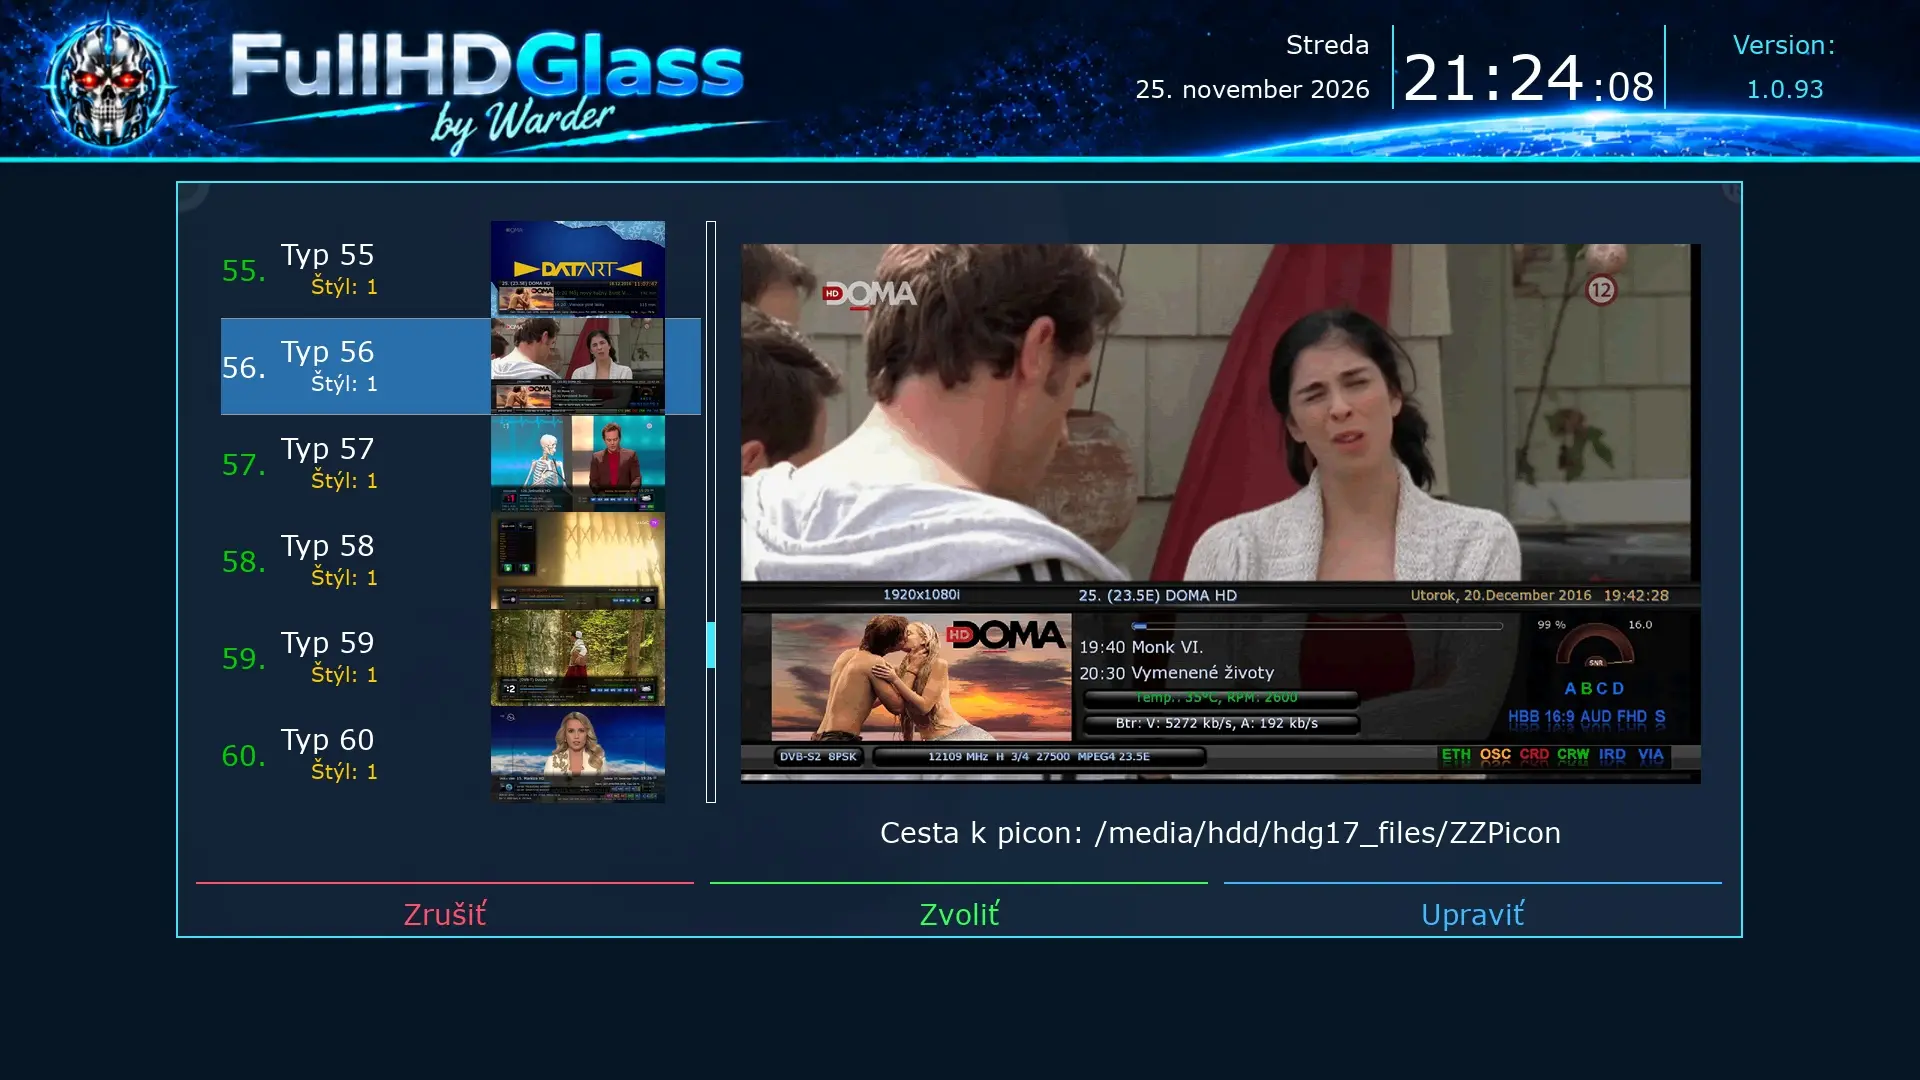 FullHDGlass
by Warder
Streda
25. november 2026
21:24:08
Version:
1.0.93
55. Typ 55
Štýl: 1
DATART
56. Typ 56
Štýl: 1
57. Typ 57
Štýl: 1
58. Typ 58
Štýl: 1
59. Typ 59
Štýl: 1
60. Typ 60
Štýl: 1
HD DOMA
12
1920x1080i
25. (23.5E) DOMA HD
Utorok, 20.December 2016 19:42:28
HD DOMA
19:40 Monk VI.
20:30 Vymenené životy
Temp.: 35°C, RPM: 2600
Btr: V: 5272 kb/s, A: 192 kb/s
99 % 16.0
SNR
A B C D
HBB 16:9 AUD FHD S
DVB-S2 8PSK
12109 MHz H 3/4 27500 MPEG4 23.5E
ETH OSC CRD CRW IRD VIA
Cesta k picon: /media/hdd/hdg17_files/ZZPicon
Zrušiť
Zvoliť
Upraviť